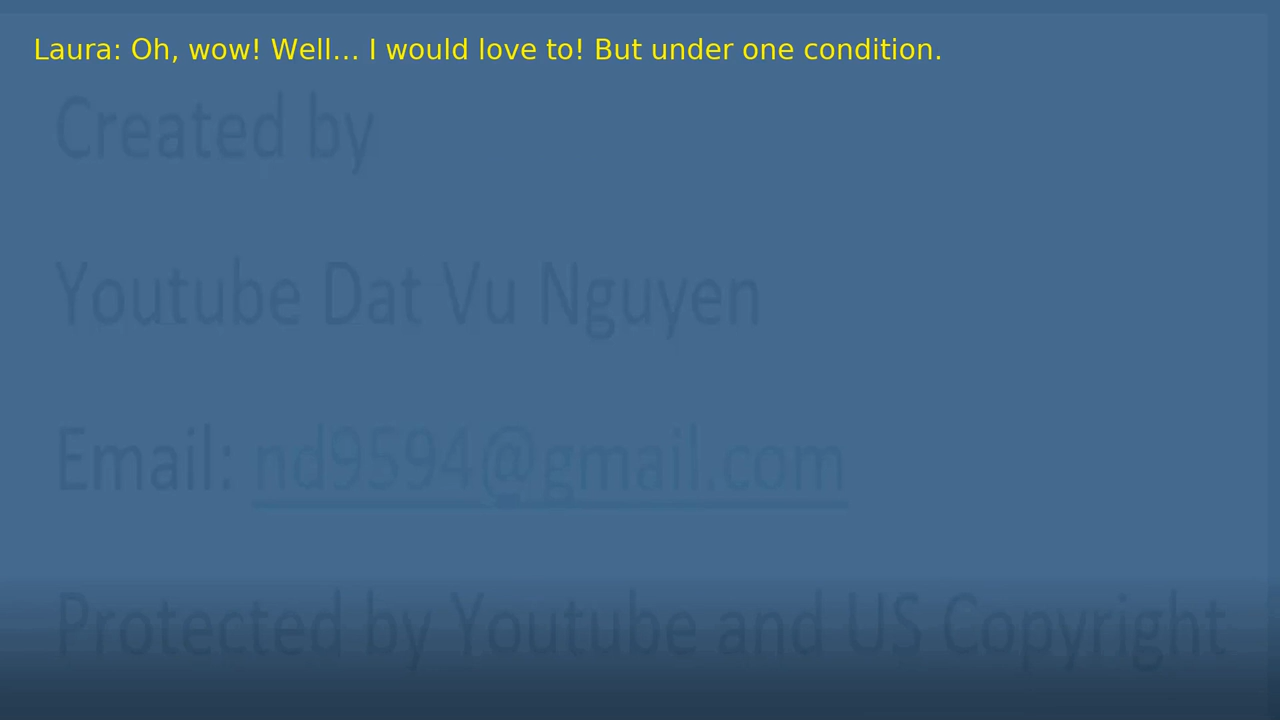 Laura: Oh, wow! Well... I would love to! But under one condition.
Created by
Youtube Dat Vu Nguyen
Email: nd9594@gmail.com
Protected by Youtube and US Copyright